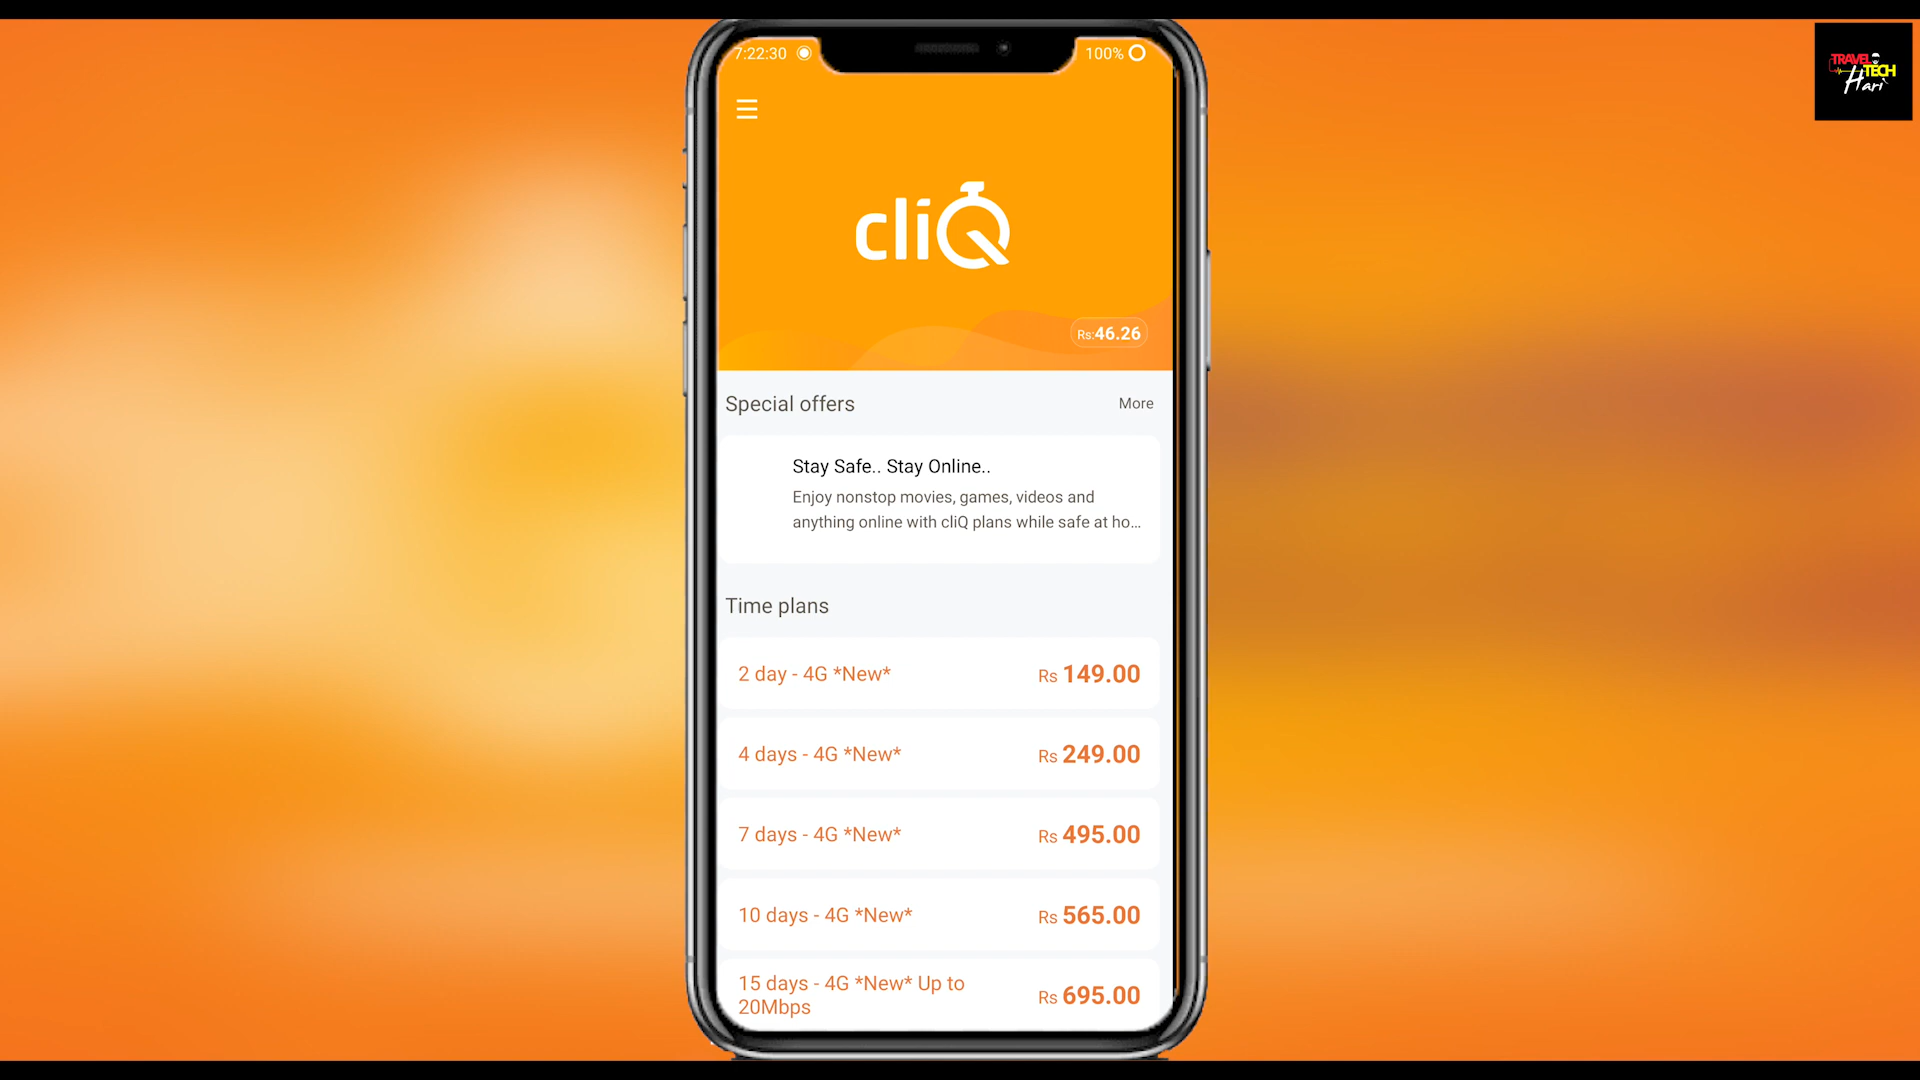 7:22:30
100%
cliQ
Rs:46.26
Special offers
More
Stay Safe.. Stay Online..
Enjoy nonstop movies, games, videos and
anything online with cliQ plans while safe at ho...
Time plans
2 day - 4G *New*
Rs 149.00
4 days - 4G *New*
Rs 249.00
7 days - 4G *New*
Rs 495.00
10 days - 4G *New*
Rs 565.00
15 days - 4G *New* Up to
20Mbps
Rs 695.00
TRAVEL
TECH
Hari